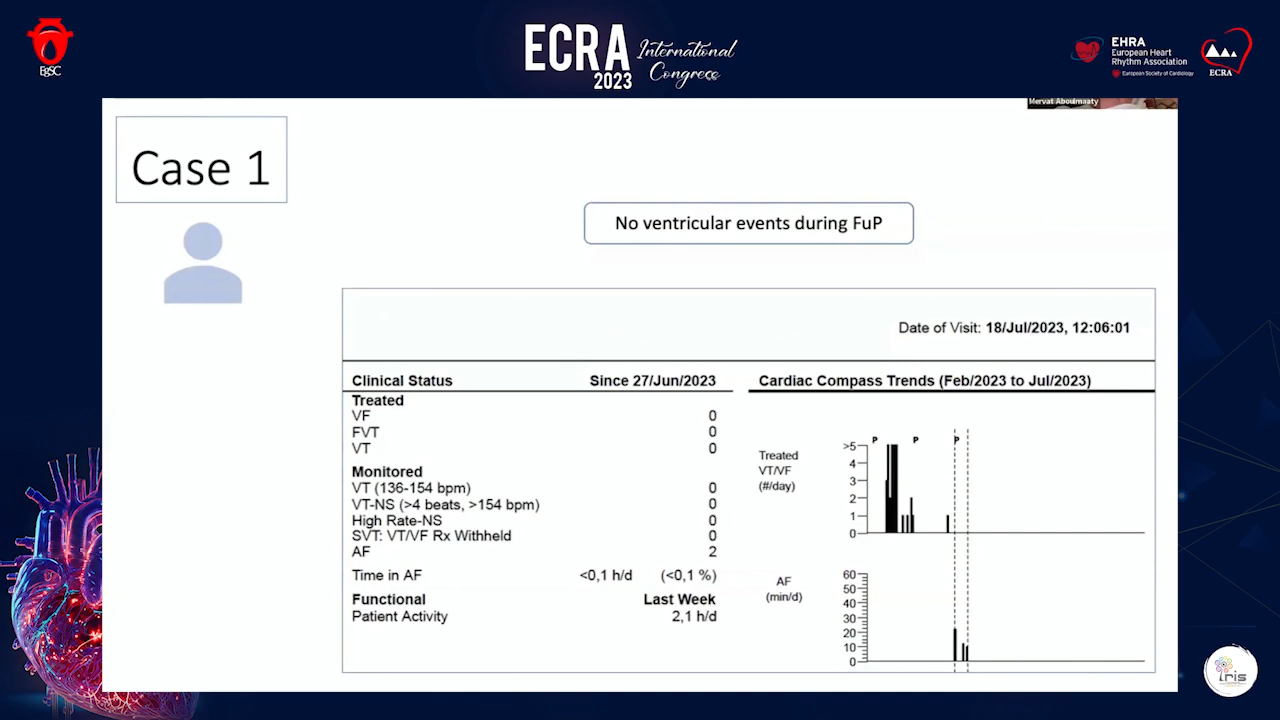 EgSC
ECRA International
2023 Congress
EHRA
European Heart
Rhythm Association
European Society of Cardiology
ECRA
Mervat Aboulmaaty
Case 1
No ventricular events during FuP
Date of Visit: 18/Jul/2023, 12:06:01
Clinical Status Since 27/Jun/2023
Treated
VF 0
FVT 0
VT 0
Monitored
VT (136-154 bpm) 0
VT-NS (>4 beats, >154 bpm) 0
High Rate-NS 0
SVT: VT/VF Rx Withheld 0
AF 2
Time in AF <0,1 h/d (<0,1 %)
Functional Last Week
Patient Activity 2,1 h/d
Cardiac Compass Trends (Feb/2023 to Jul/2023)
P P P
Treated
VT/VF
(#/day)
>5
4
3
2
1
0
AF
(min/d)
60
50
40
30
20
10
0
iris